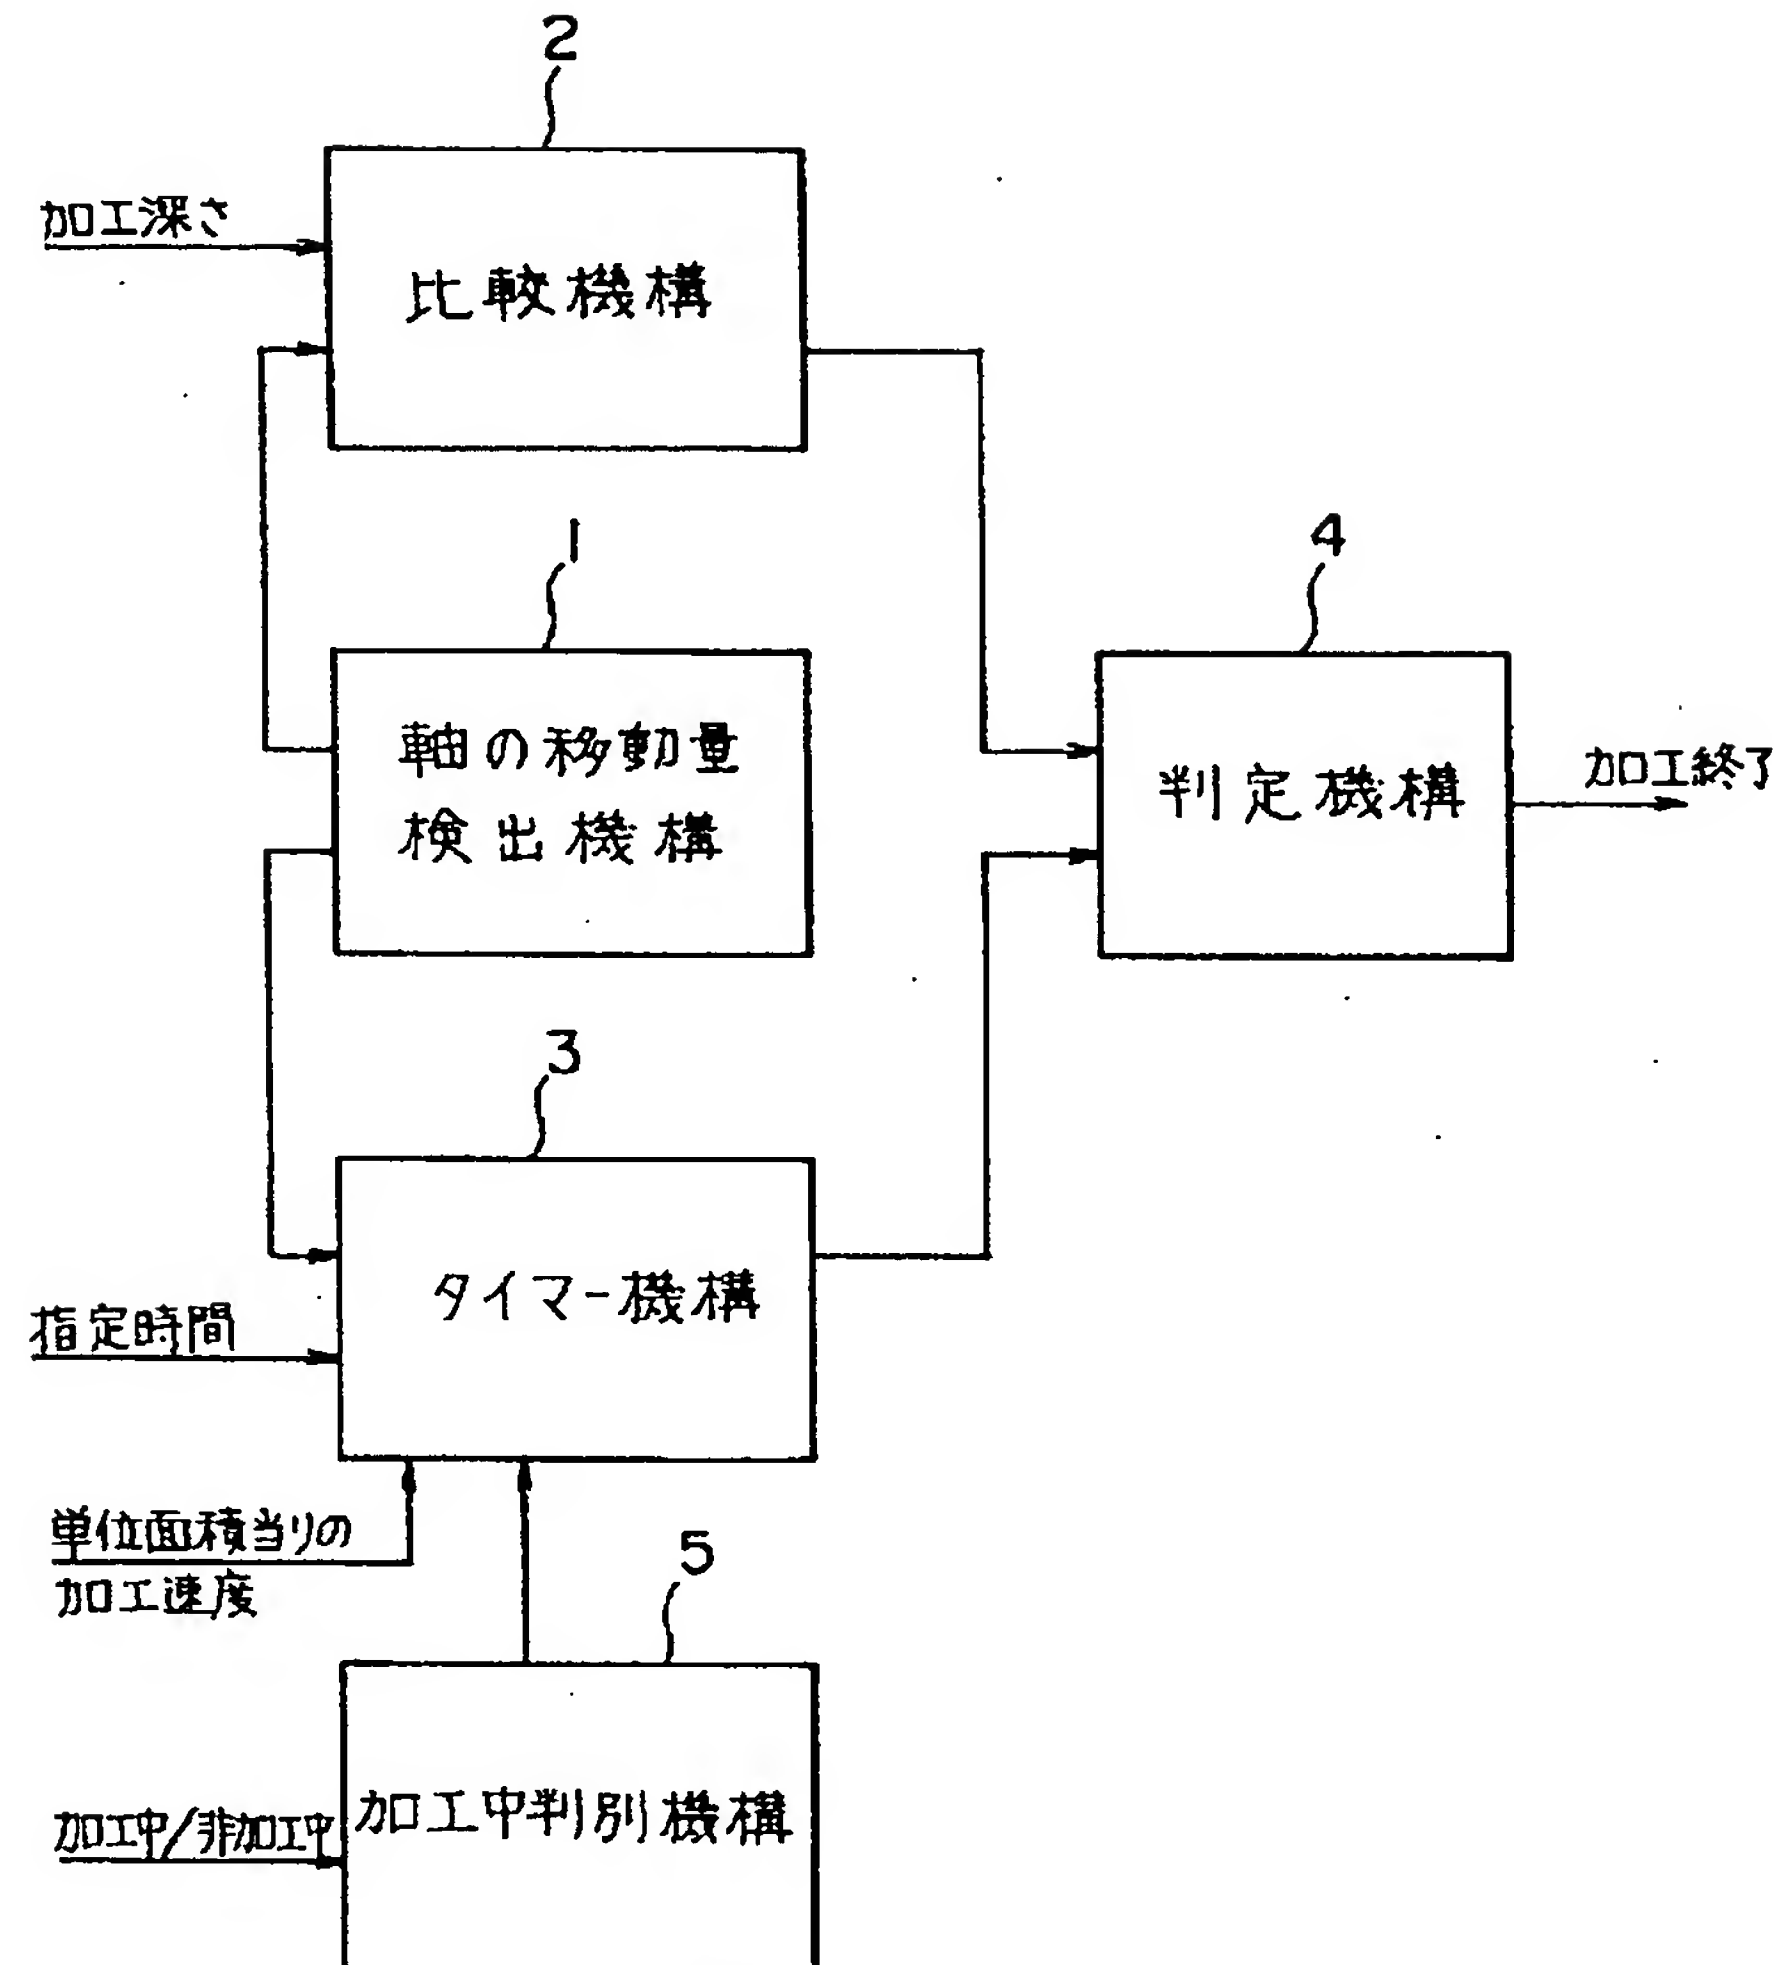 2
加工深さ
比較機構
1
軸の移動量
検出機構
4
判定機構
加工終了
3
タイマー機構
指定時間
単位面積当りの
加工速度
5
加工中判別機構
加工中/非加工中